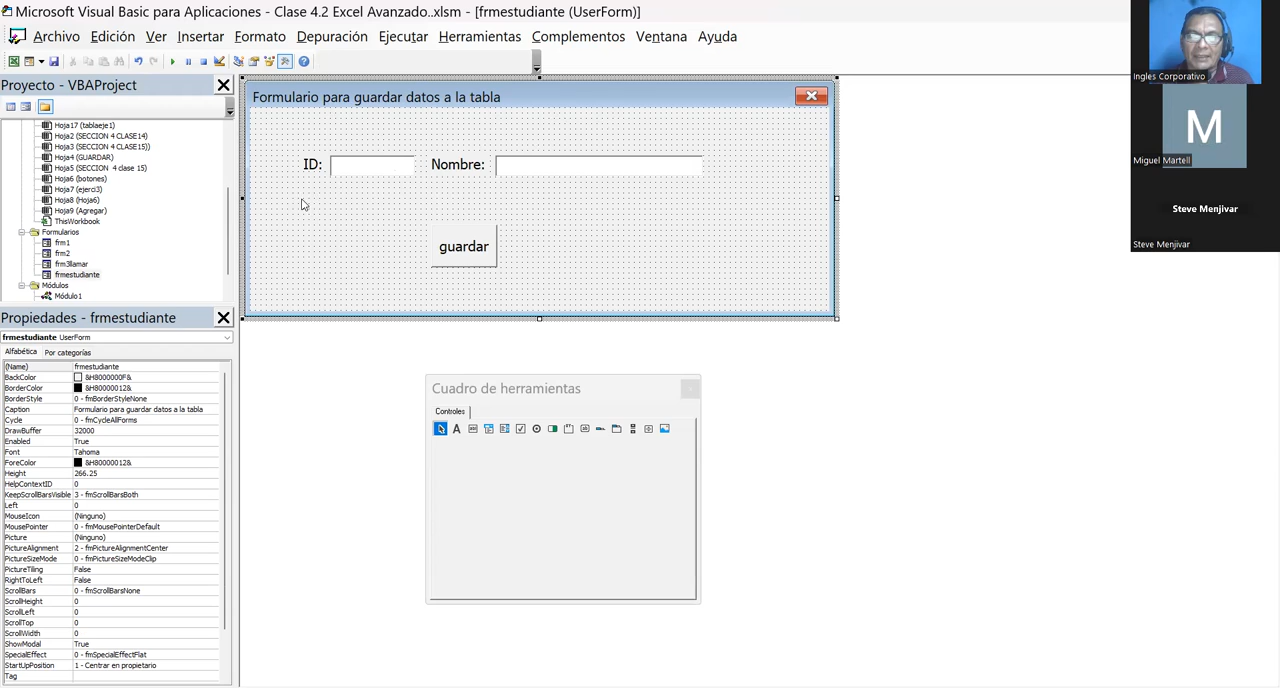 Microsoft Visual Basic para Aplicaciones - Clase 4.2 Excel Avanzado..xlsm - [frmestudiante (UserForm)]
Archivo Edición Ver Insertar Formato Depuración Ejecutar Herramientas Complementos Ventana Ayuda
Proyecto - VBAProject
Hoja17 (tablaeje1)
Hoja2 (SECCION 4 CLASE14)
Hoja3 (SECCION 4 CLASE15))
Hoja4 (GUARDAR)
Hoja5 (SECCION 4 clase 15)
Hoja6 (botones)
Hoja7 (ejerci3)
Hoja8 (Hoja6)
Hoja9 (Agregar)
ThisWorkbook
Formularios
frm1
frm2
frm3llamar
frmestudiante
Módulos
Módulo1
Propiedades - frmestudiante
frmestudiante UserForm
Alfabética Por categorías
(Name) frmestudiante
BackColor &H8000000F&
BorderColor &H80000012&
BorderStyle 0 - fmBorderStyleNone
Caption Formulario para guardar datos a la tabla
Cycle 0 - fmCycleAllForms
DrawBuffer 32000
Enabled True
Font Tahoma
ForeColor &H80000012&
Height 266.25
HelpContextID 0
KeepScrollBarsVisible 3 - fmScrollBarsBoth
Left 0
MouseIcon (Ninguno)
MousePointer 0 - fmMousePointerDefault
Picture (Ninguno)
PictureAlignment 2 - fmPictureAlignmentCenter
PictureSizeMode 0 - fmPictureSizeModeClip
PictureTiling False
RightToLeft False
ScrollBars 0 - fmScrollBarsNone
ScrollHeight 0
ScrollLeft 0
ScrollTop 0
ScrollWidth 0
ShowModal True
SpecialEffect 0 - fmSpecialEffectFlat
StartUpPosition 1 - Centrar en propietario
Tag
Formulario para guardar datos a la tabla
ID: Nombre:
guardar
Cuadro de herramientas
Controles
Ingles Corporativo
M
Miguel Martell
Steve Menjivar
Steve Menjivar